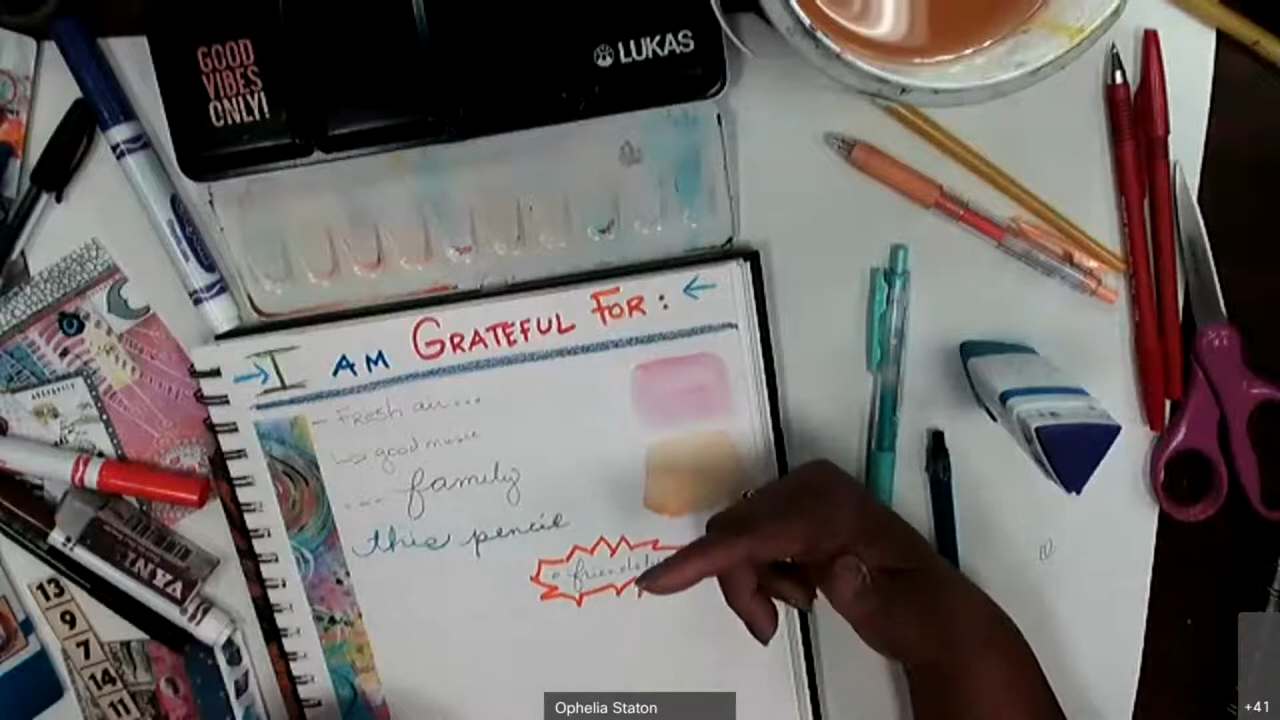 GOOD
VIBES
ONLY!
LUKAS
→ I AM GRATEFUL FOR: ←
- Fresh air...
↳ good music
... family
this pencil
13
9
7
14
11
Ophelia Staton
+41